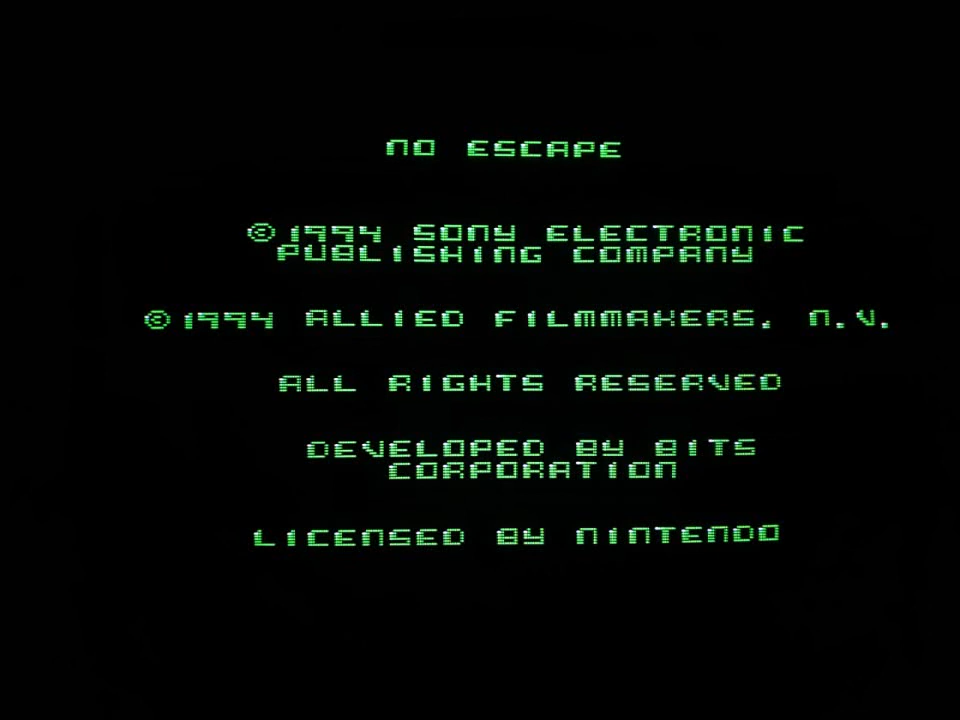 NO ESCAPE
©1994 SONY ELECTRONIC
PUBLISHING COMPANY
©1994 ALLIED FILMMAKERS, N.V.
ALL RIGHTS RESERVED
DEVELOPED BY BITS
CORPORATION
LICENSED BY NINTENDO